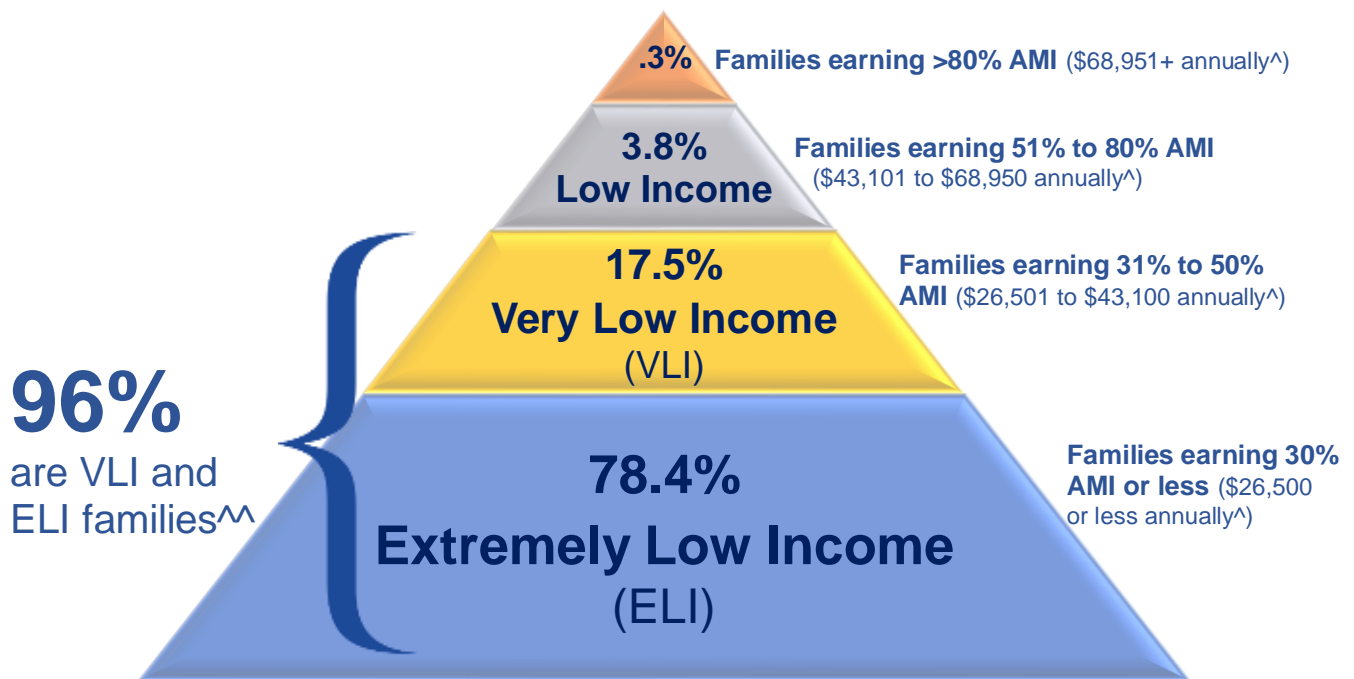 .3%
Families earning >80% AMI ($68,951+ annually^)
3.8%
Low Income
Families earning 51% to 80% AMI
($43,101 to $68,950 annually^)
17.5%
Very Low Income
(VLI)
Families earning 31% to 50%
AMI ($26,501 to $43,100 annually^)
96%
are VLI and
ELI families^^
78.4%
Extremely Low Income
(ELI)
Families earning 30%
AMI or less ($26,500
or less annually^)